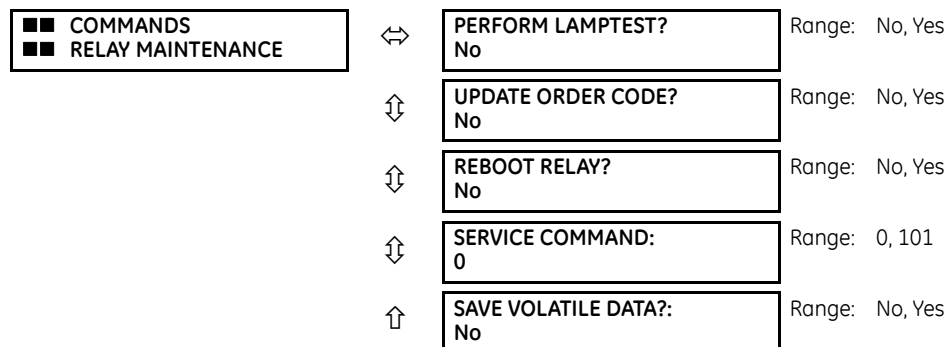 ■■ COMMANDS
■■ RELAY MAINTENANCE
PERFORM LAMPTEST?
No
Range: No, Yes
UPDATE ORDER CODE?
No
Range: No, Yes
REBOOT RELAY?
No
Range: No, Yes
SERVICE COMMAND:
0
Range: 0, 101
SAVE VOLATILE DATA?:
No
Range: No, Yes